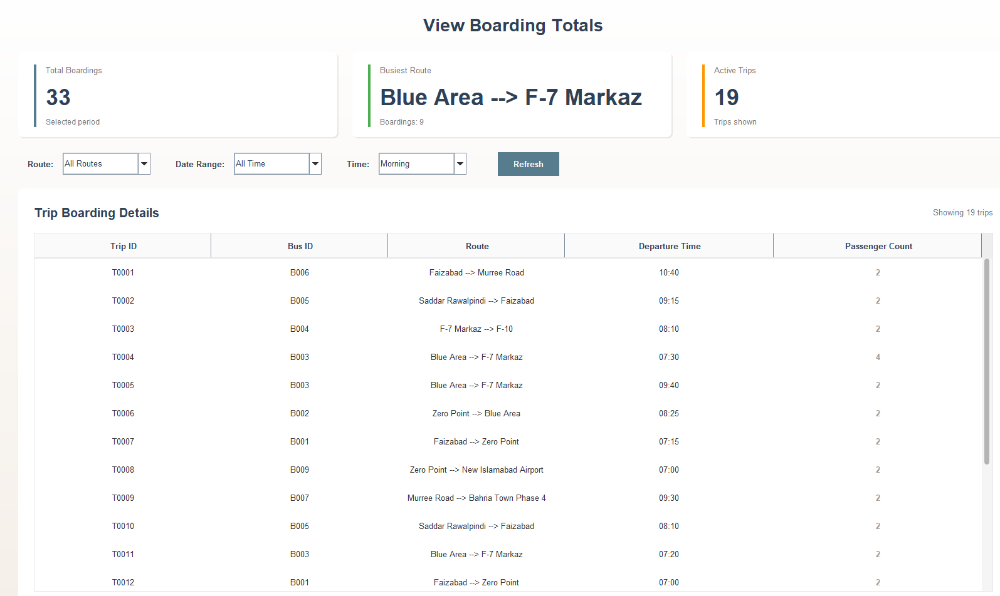 View Boarding Totals
Total Boardings
33
Selected period
Busiest Route
Blue Area --> F-7 Markaz
Boardings: 9
Active Trips
19
Trips shown
Route: All Routes Date Range: All Time Time: Morning Refresh
Trip Boarding Details Showing 19 trips
Trip ID Bus ID Route Departure Time Passenger Count
T0001 B006 Faizabad --> Murree Road 10:40 2
T0002 B005 Saddar Rawalpindi --> Faizabad 09:15 2
T0003 B004 F-7 Markaz --> F-10 08:10 2
T0004 B003 Blue Area --> F-7 Markaz 07:30 4
T0005 B003 Blue Area --> F-7 Markaz 09:40 2
T0006 B002 Zero Point --> Blue Area 08:25 2
T0007 B001 Faizabad --> Zero Point 07:15 2
T0008 B009 Zero Point --> New Islamabad Airport 07:00 2
T0009 B007 Murree Road --> Bahria Town Phase 4 09:30 2
T0010 B005 Saddar Rawalpindi --> Faizabad 08:10 2
T0011 B003 Blue Area --> F-7 Markaz 07:20 2
T0012 B001 Faizabad --> Zero Point 07:00 2